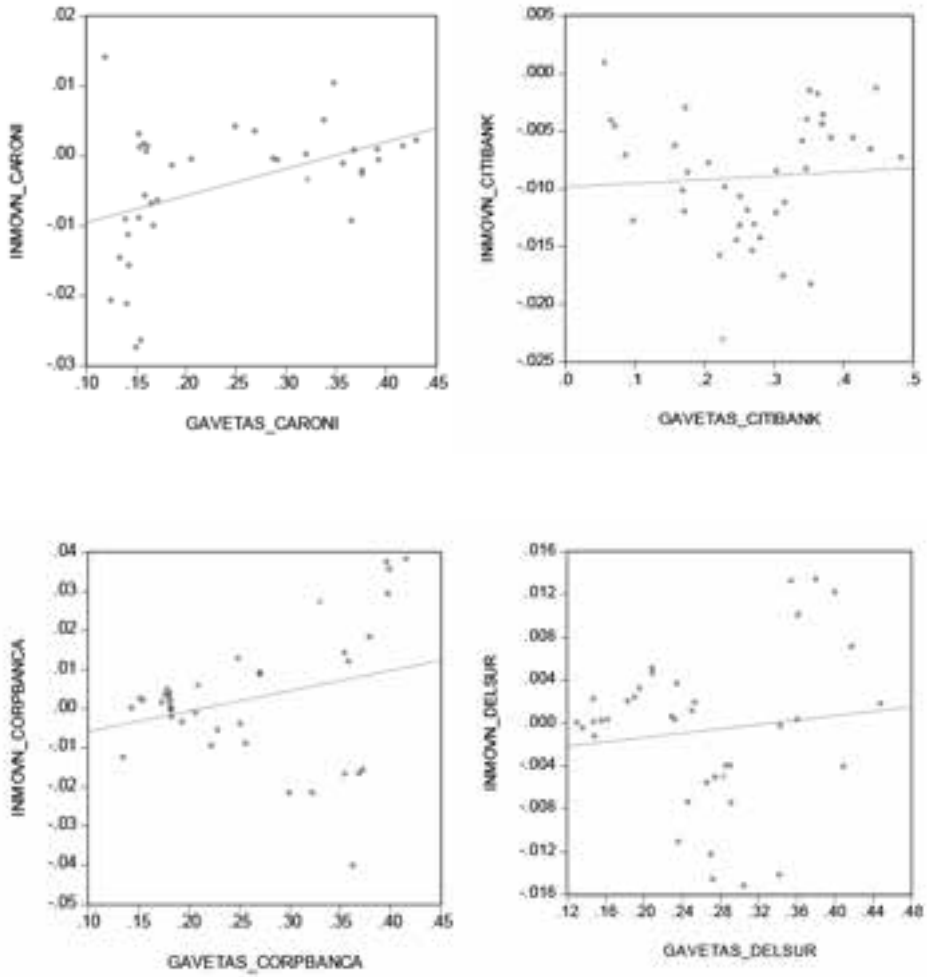 .02
.01
.00
-.01
-.02
-.03
INMOVN_CARONI
.10 .15 .20 .25 .30 .35 .40 .45
GAVETAS_CARONI
.005
.000
-.005
-.010
-.015
-.020
-.025
INMOVN_CITIBANK
.0 .1 .2 .3 .4 .5
GAVETAS_CITIBANK
.04
.03
.02
.01
.00
-.01
-.02
-.03
-.04
-.05
INMOVN_CORPBANCA
.10 .15 .20 .25 .30 .35 .40 .45
GAVETAS_CORPBANCA
.016
.012
.008
.004
.000
-.004
-.008
-.012
-.016
INMOVN_DELSUR
.12 .16 .20 .24 .28 .32 .36 .40 .44 .48
GAVETAS_DELSUR